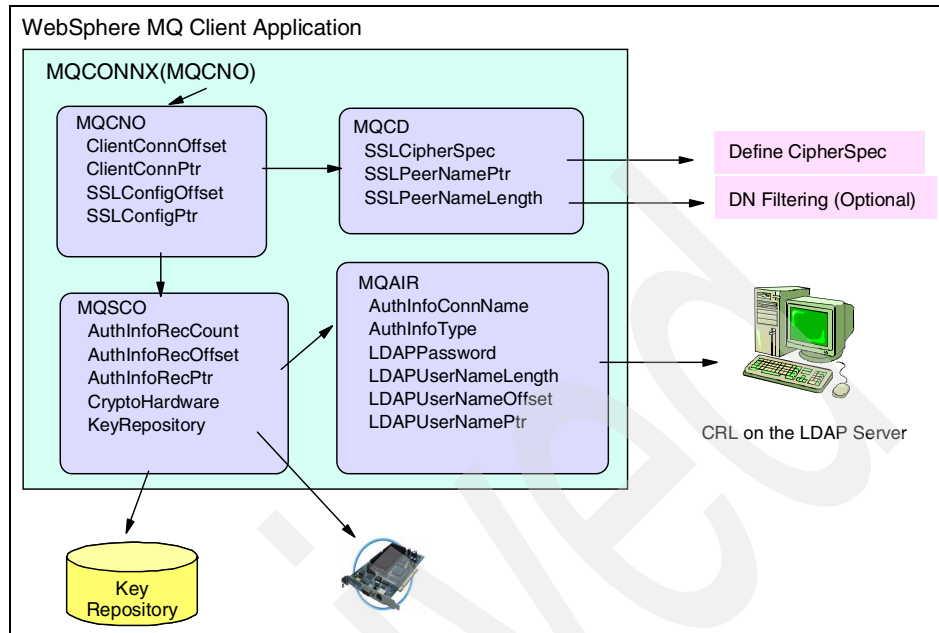 WebSphere MQ Client Application
MQCONNX(MQCNO)
MQCNO
ClientConnOffset
ClientConnPtr
SSLConfigOffset
SSLConfigPtr
MQCD
SSLCipherSpec
SSLPeerNamePtr
SSLPeerNameLength
Define CipherSpec
DN Filtering (Optional)
MQSCO
AuthInfoRecCount
AuthInfoRecOffset
AuthInfoRecPtr
CryptoHardware
KeyRepository
MQAIR
AuthInfoConnName
AuthInfoType
LDAPPassword
LDAPUserNameLength
LDAPUserNameOffset
LDAPUserNamePtr
CRL on the LDAP Server
Key
Repository